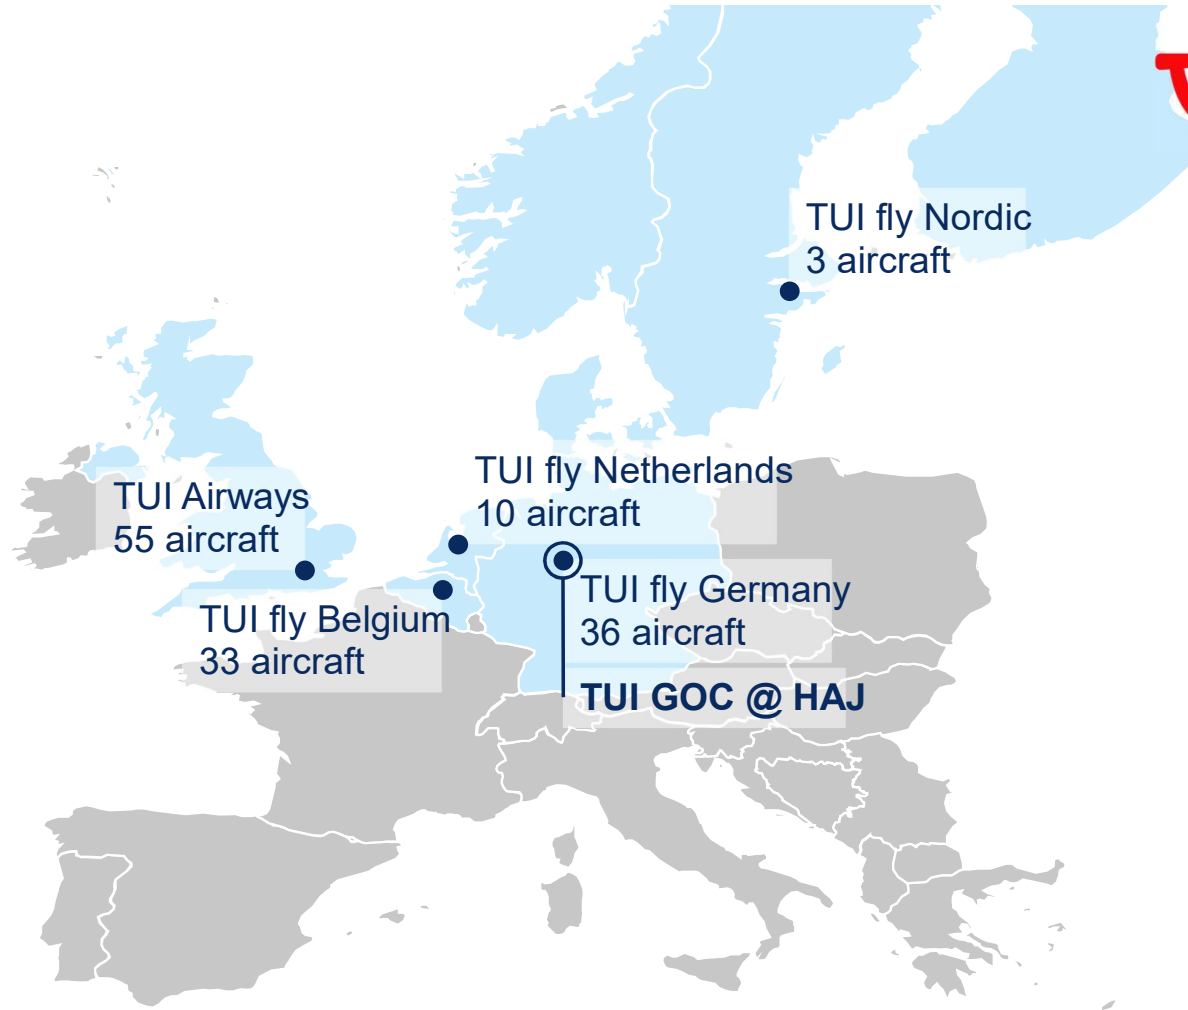 TUI fly Nordic
3 aircraft
TUI fly Netherlands
10 aircraft
TUI Airways
55 aircraft
TUI fly Germany
36 aircraft
TUI fly Belgium
33 aircraft
TUI GOC @ HAJ